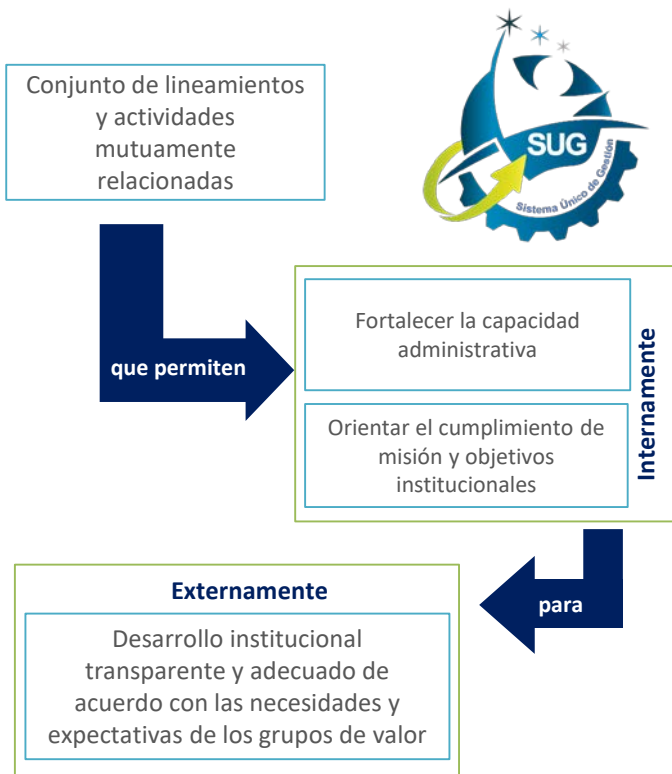 Conjunto de lineamientos
y actividades
mutuamente
relacionadas
SUG
Sistema Único de Gestión
que permiten
Fortalecer la capacidad
administrativa
Orientar el cumplimiento de
misión y objetivos
institucionales
Internamente
para
Externamente
Desarrollo institucional
transparente y adecuado de
acuerdo con las necesidades y
expectativas de los grupos de valor